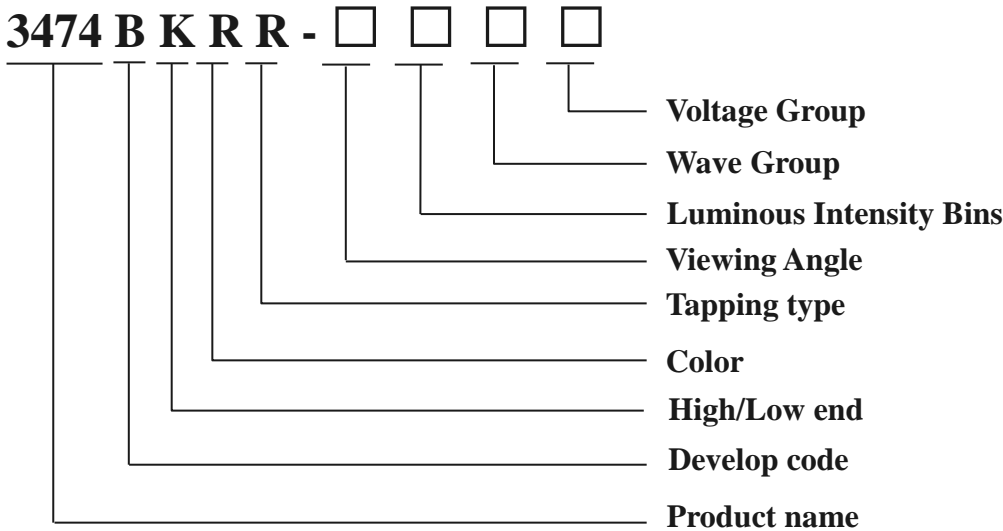 3474 B K R R - □ □ □ □
Voltage Group
Wave Group
Luminous Intensity Bins
Viewing Angle
Tapping type
Color
High/Low end
Develop code
Product name